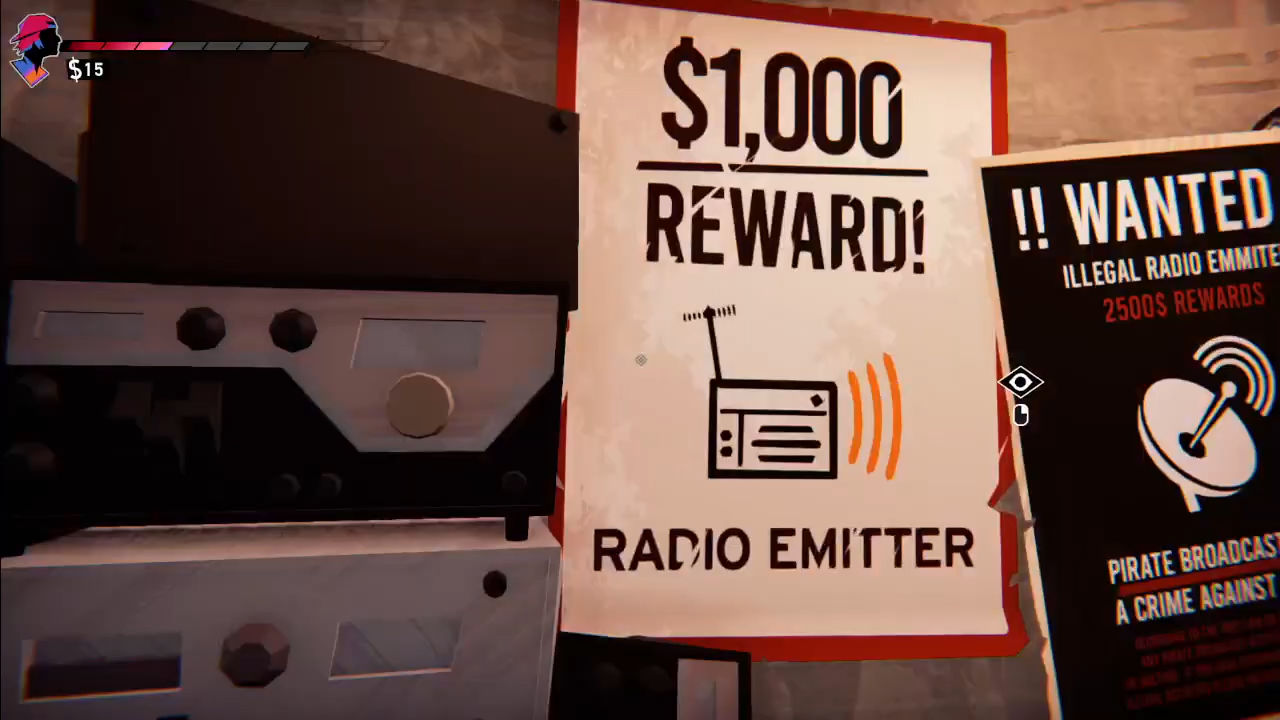 $15
$1,000
REWARD!
RADIO EMITTER
!! WANTED
ILLEGAL RADIO EMMITE
2500$ REWARDS
PIRATE BROADCAST
A CRIME AGAINST